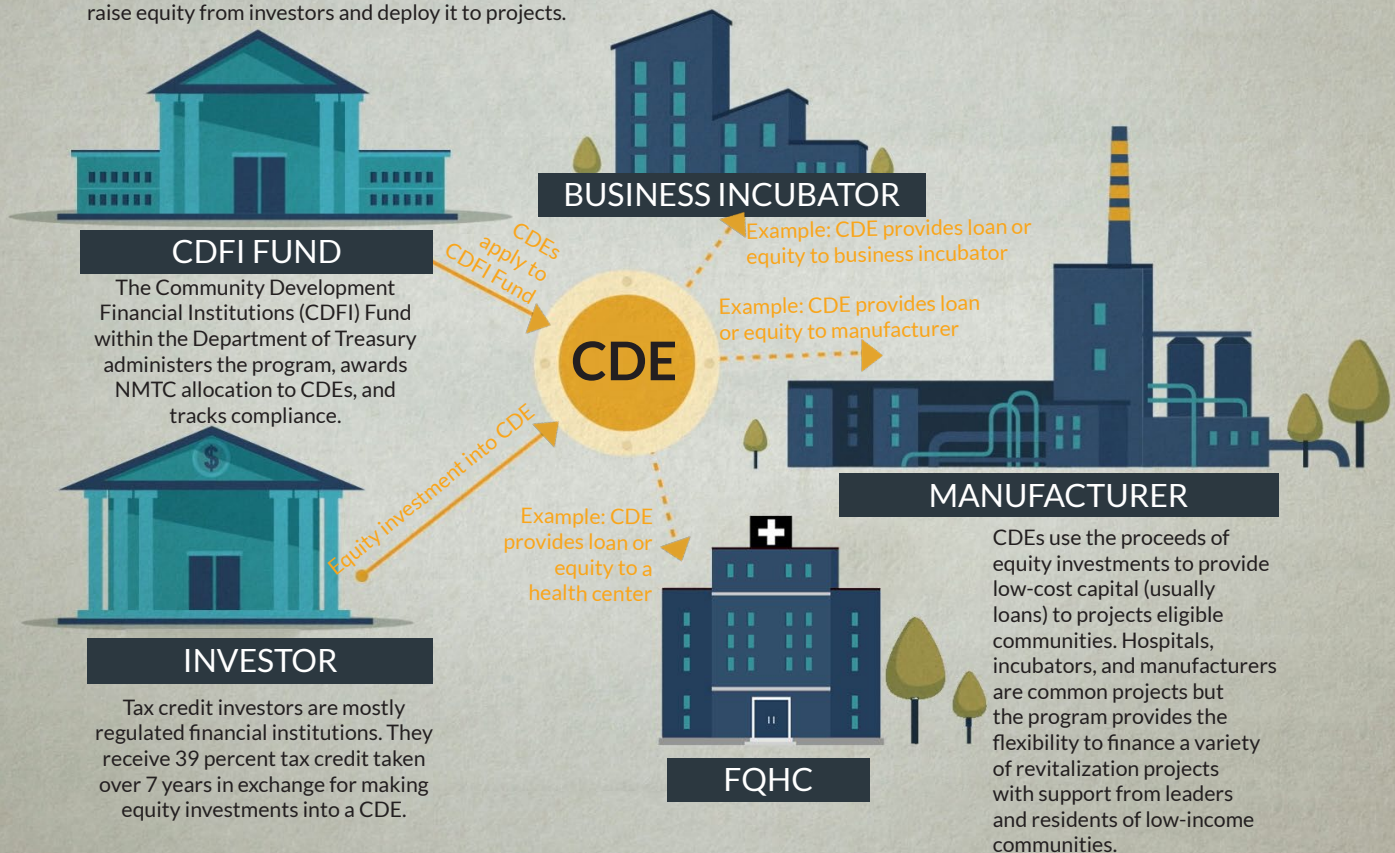 raise equity from investors and deploy it to projects.
BUSINESS INCUBATOR
CDFI FUND
The Community Development
Financial Institutions (CDFI) Fund
within the Department of Treasury
administers the program, awards
NMTC allocation to CDEs, and
tracks compliance.
CDEs
apply to
CDFI Fund
Example: CDE provides loan or
equity to business incubator
Example: CDE provides loan
or equity to manufacturer
CDE
Equity investment into CDE
$
Example: CDE
provides loan or
equity to a
health center
MANUFACTURER
CDEs use the proceeds of
equity investments to provide
low-cost capital (usually
loans) to projects eligible
communities. Hospitals,
incubators, and manufacturers
are common projects but
the program provides the
flexibility to finance a variety
of revitalization projects
with support from leaders
and residents of low-income
communities.
INVESTOR
Tax credit investors are mostly
regulated financial institutions. They
receive 39 percent tax credit taken
over 7 years in exchange for making
equity investments into a CDE.
FQHC